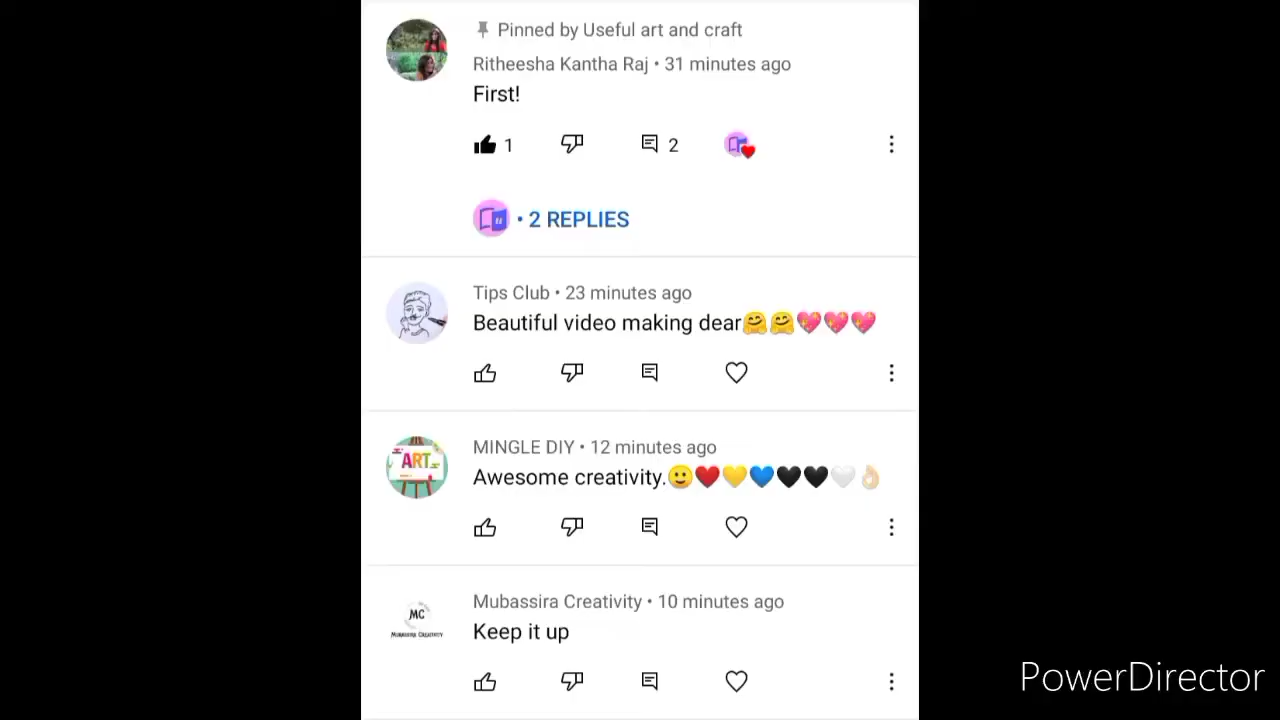 Pinned by Useful art and craft
Ritheesha Kantha Raj • 31 minutes ago
First!
1
2
• 2 REPLIES
Tips Club • 23 minutes ago
Beautiful video making dear🤗🤗💖💖💖
ART
MINGLE DIY • 12 minutes ago
Awesome creativity.🙂❤️💛💙🖤🖤🤍👌🏻
MC
MUBASSIRA CREATIVITY
Mubassira Creativity • 10 minutes ago
Keep it up
PowerDirector